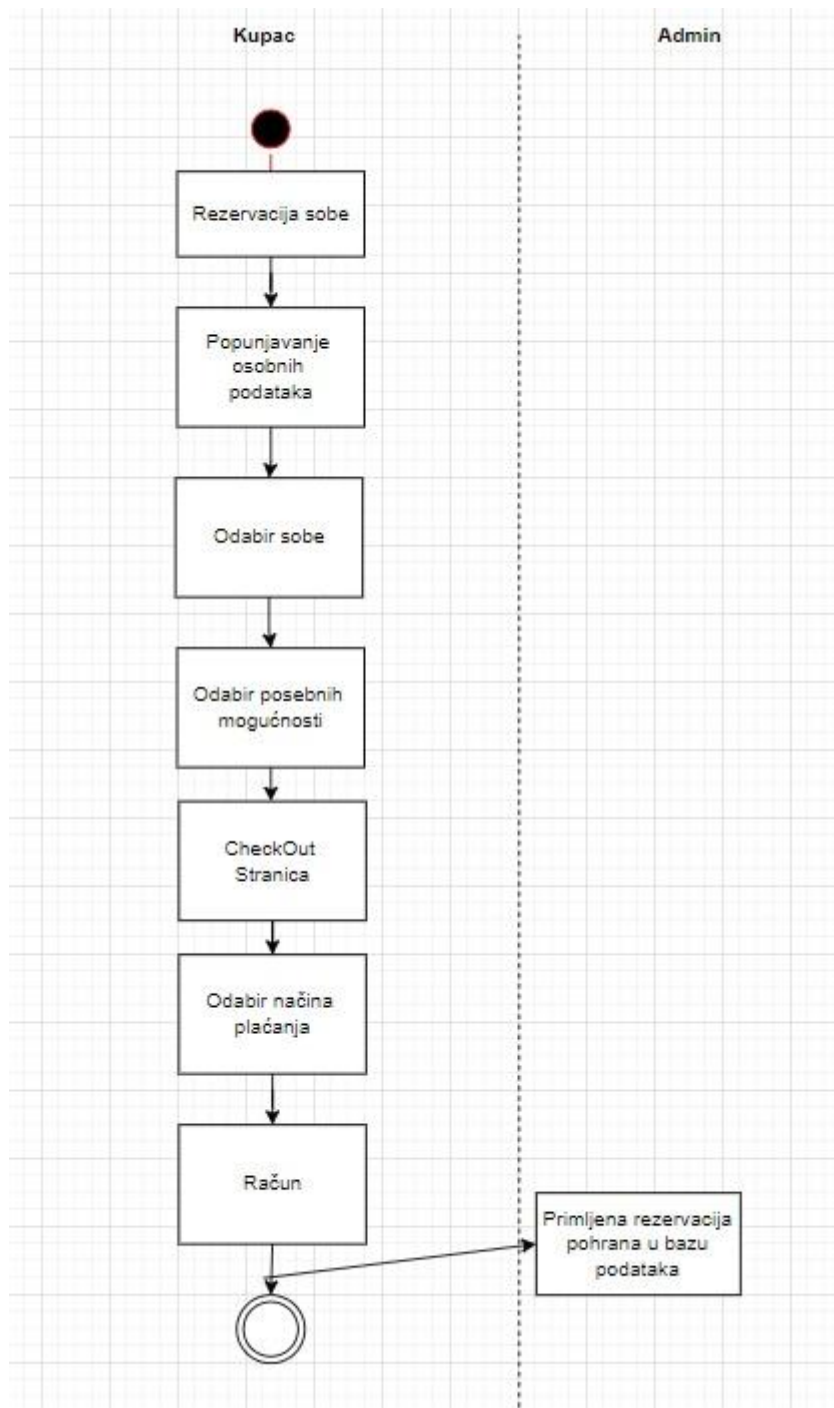 Kupac
Admin
Rezervacija sobe
Popunjavanje
osobnih
podataka
Odabir sobe
Odabir posebnih
mogućnosti
CheckOut
Stranica
Odabir načina
plaćanja
Račun
Primljena rezervacija
pohrana u bazu
podataka